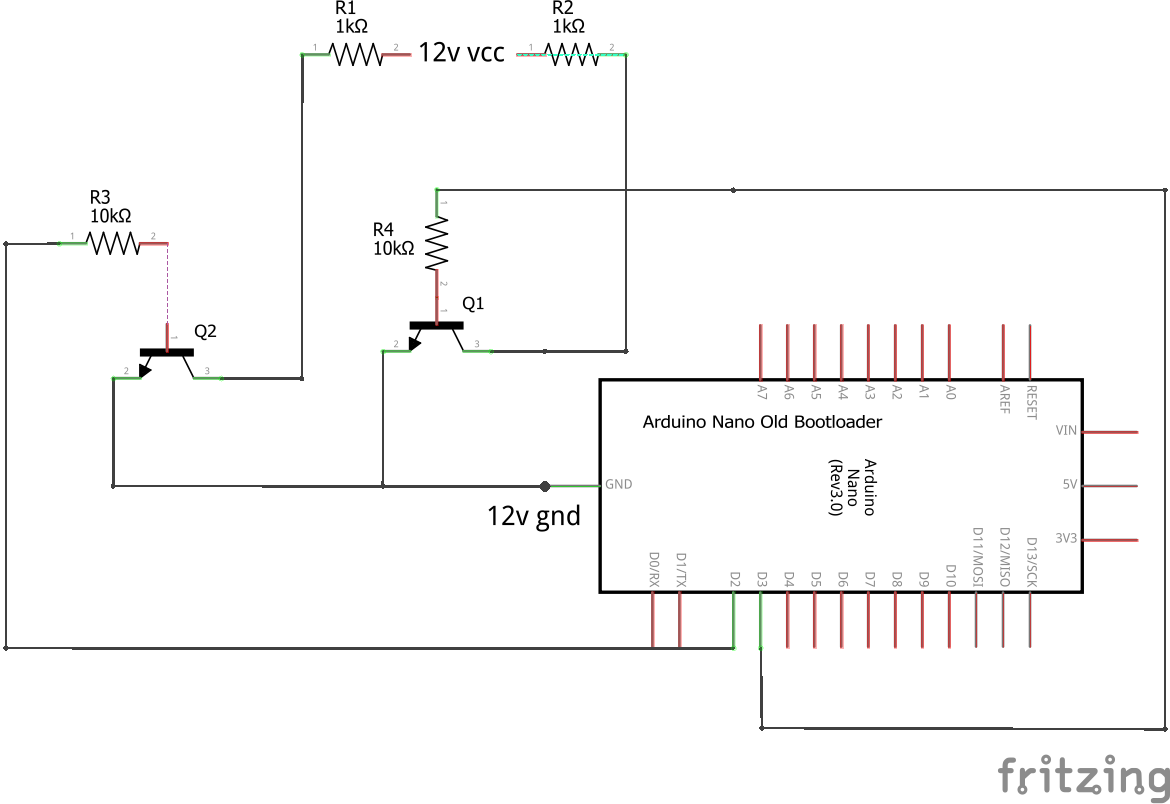 R1
1kΩ
R2
1kΩ
1
2
12v vcc
1
2
R3
10kΩ
1
2
R4
10kΩ
1
2
Q2
1
2
3
Q1
1
2
3
A7
A6
A5
A4
A3
A2
A1
A0
AREF
RESET
Arduino Nano Old Bootloader
VIN
Arduino
Nano
(Rev3.0)
GND
5V
12v gnd
3V3
D0/RX
D1/TX
D2
D3
D4
D5
D6
D7
D8
D9
D10
D11/MOSI
D12/MISO
D13/SCK
fritzing